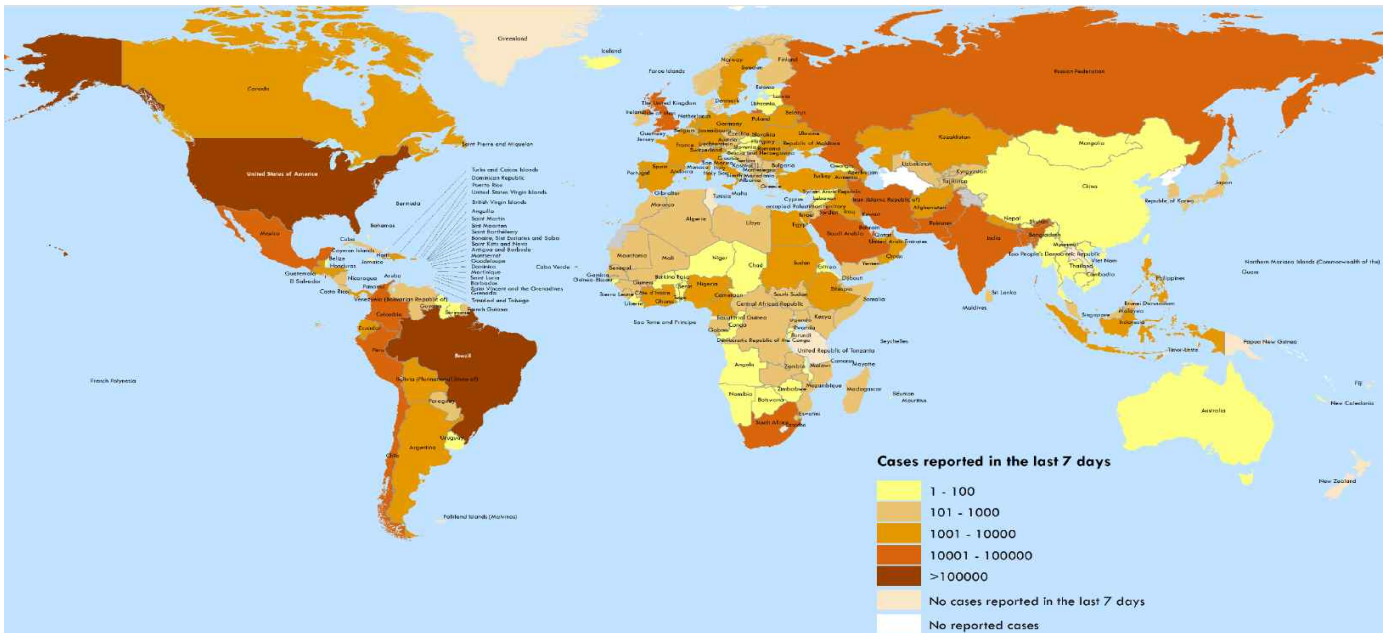 Greenland
Iceland
Faroe Islands
Norway
Sweden
Finland
Russian Federation
Canada
Estonia
Latvia
Lithuania
The United Kingdom
Denmark
Belarus
Netherlands
Poland
Germany
Guernsey
Jersey
Belgium
Luxembourg
Slovakia
Ukraine
Kazakhstan
Saint Pierre and Miquelon
France
Liechtenstein
Switzerland
Austria
Hungary
Republic of Moldova
Mongolia
United States of America
Spain
Portugal
Andorra
Monaco
San Marino
Italy
Croatia
Bosnia and Herzegovina
Romania
Bulgaria
Kosovo[1]
Montenegro
North Macedonia
Albania
Greece
Georgia
Azerbaijan
Armenia
Turkey
Uzbekistan
Kyrgyzstan
Tajikistan
China
Japan
Republic of Korea
Gibraltar
Malta
Tunisia
Cyprus
Syrian Arab Republic
Lebanon
occupied Palestinian territory
Israel
Jordan
Iraq
Iran (Islamic Republic of)
Afghanistan
Kuwait
Pakistan
Nepal
Bhutan
Bangladesh
Turks and Caicos Islands
Dominican Republic
Puerto Rico
United States Virgin Islands
British Virgin Islands
Anguilla
Saint Martin
Sint Maarten
Saint Barthelemy
Bonaire, Sint Eustatius and Saba
Saint Kitts and Nevis
Antigua and Barbuda
Montserrat
Guadeloupe
Dominica
Martinique
Saint Lucia
Barbados
Saint Vincent and the Grenadines
Grenada
Trinidad and Tobago
Bermuda
Bahamas
Mexico
Cuba
Cayman Islands
Haiti
Jamaica
Belize
Honduras
Guatemala
El Salvador
Nicaragua
Aruba
Costa Rica
Panama
Morocco
Algeria
Libya
Egypt
Saudi Arabia
Bahrain
Qatar
United Arab Emirates
Oman
Yemen
India
Myanmar
Lao People's Democratic Republic
Viet Nam
Thailand
Cambodia
Philippines
Northern Mariana Islands (Commonwealth of the)
Guam
Cabo Verde
Mauritania
Mali
Niger
Chad
Sudan
Eritrea
Djibouti
Senegal
Gambia
Guinea-Bissau
Guinea
Burkina Faso
Sierra Leone
Liberia
Côte d'Ivoire
Ghana
Benin
Nigeria
Cameroon
Central African Republic
South Sudan
Ethiopia
Somalia
Maldives
Sri Lanka
Brunei Darussalam
Malaysia
Singapore
Indonesia
Venezuela (Bolivarian Republic of)
Guyana
Suriname
French Guiana
Colombia
Ecuador
Peru
Brazil
Bolivia (Plurinational State of)
Paraguay
Uruguay
Argentina
Chile
Falkland Islands (Malvinas)
French Polynesia
Sao Tome and Principe
Equatorial Guinea
Gabon
Congo
Democratic Republic of the Congo
Uganda
Kenya
Rwanda
Burundi
United Republic of Tanzania
Seychelles
Comoros
Mayotte
Angola
Zambia
Malawi
Mozambique
Madagascar
Zimbabwe
Namibia
Botswana
Eswatini
Lesotho
South Africa
Réunion
Mauritius
Timor-Leste
Papua New Guinea
Fiji
New Caledonia
Australia
New Zealand
Cases reported in the last 7 days
1 - 100
101 - 1000
1001 - 10000
10001 - 100000
>100000
No cases reported in the last 7 days
No reported cases